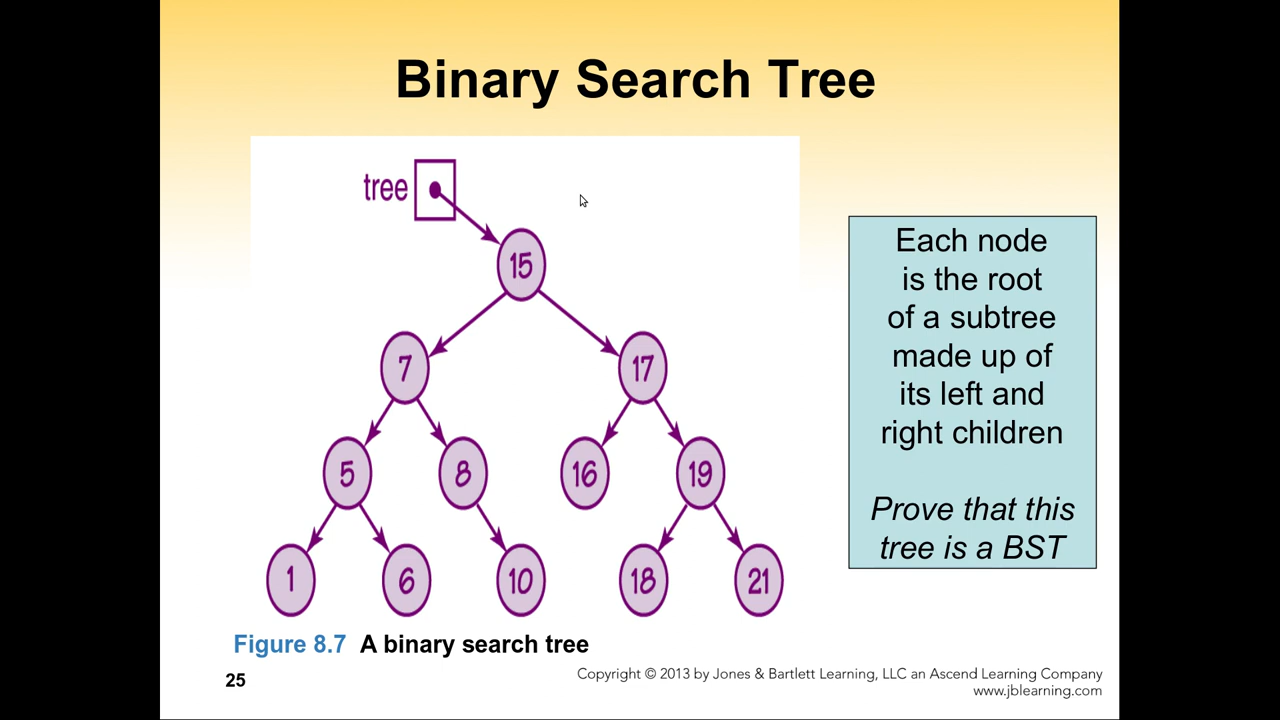 Binary Search Tree
tree
15
7
17
5
8
16
19
1
6
10
18
21
Each node
is the root
of a subtree
made up of
its left and
right children
Prove that this
tree is a BST
Figure 8.7 A binary search tree
25
Copyright © 2013 by Jones & Bartlett Learning, LLC an Ascend Learning Company
www.jblearning.com